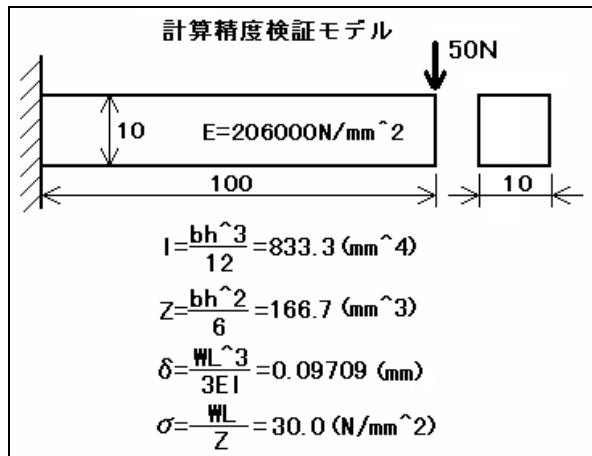 計算精度検証モデル
50N
10
E=206000N/mm^2
100
10
I=bh^3/12=833.3(mm^4)
Z=bh^2/6=166.7(mm^3)
δ=WL^3/3EI=0.09709(mm)
σ=WL/Z=30.0(N/mm^2)